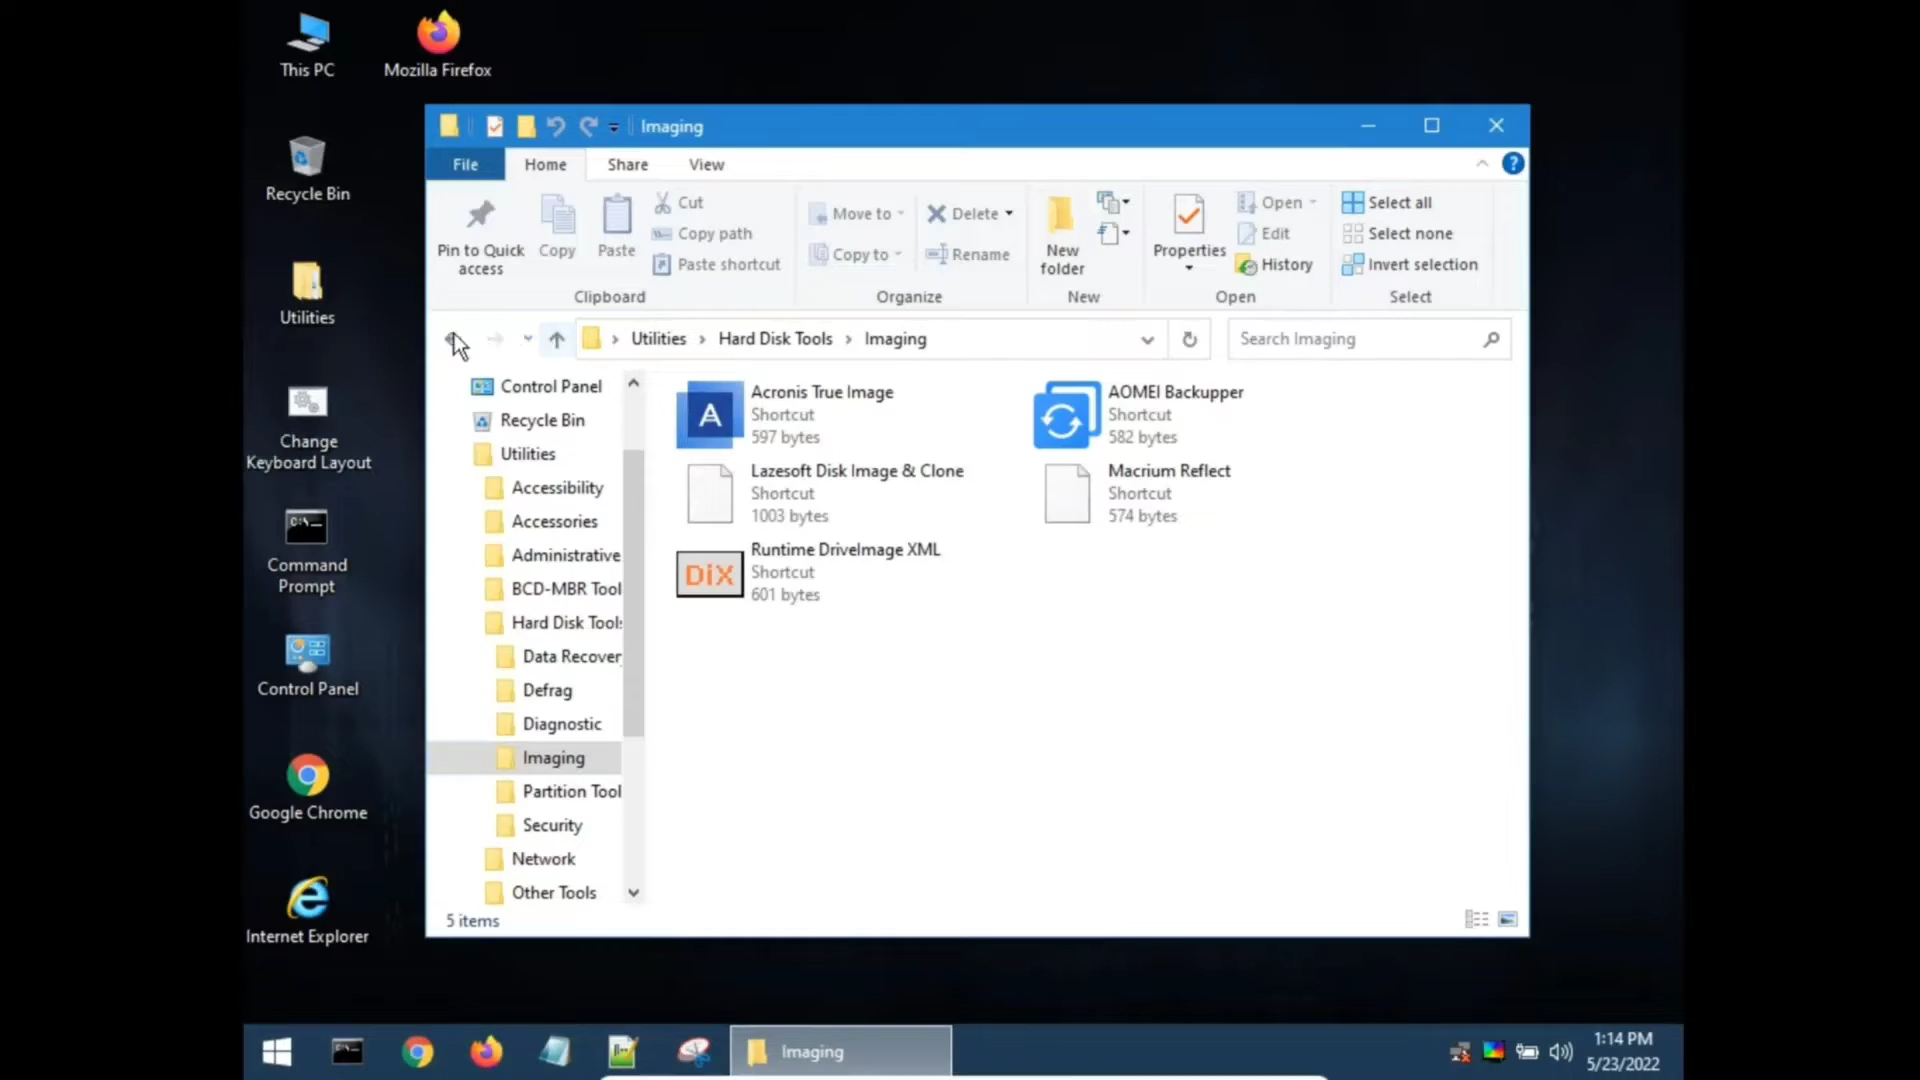 This PC
Mozilla Firefox
Recycle Bin
Utilities
Change
Keyboard Layout
C:\
Command
Prompt
Control Panel
Google Chrome
Internet Explorer
Imaging
File
Home
Share
View
?
Pin to Quick
access
Copy
Paste
Cut
Copy path
Paste shortcut
Clipboard
Move to
Copy to
Delete
Rename
Organize
New
folder
New
Properties
Open
Edit
History
Open
Select all
Select none
Invert selection
Select
Utilities
Hard Disk Tools
Imaging
Search Imaging
Control Panel
Recycle Bin
Utilities
Accessibility
Accessories
Administrative
BCD-MBR Tool
Hard Disk Tools
Data Recover
Defrag
Diagnostic
Imaging
Partition Tool
Security
Network
Other Tools
A
Acronis True Image
Shortcut
597 bytes
AOMEI Backupper
Shortcut
582 bytes
Lazesoft Disk Image & Clone
Shortcut
1003 bytes
Macrium Reflect
Shortcut
574 bytes
DiX
Runtime DriveImage XML
Shortcut
601 bytes
5 items
Imaging
1:14 PM
5/23/2022